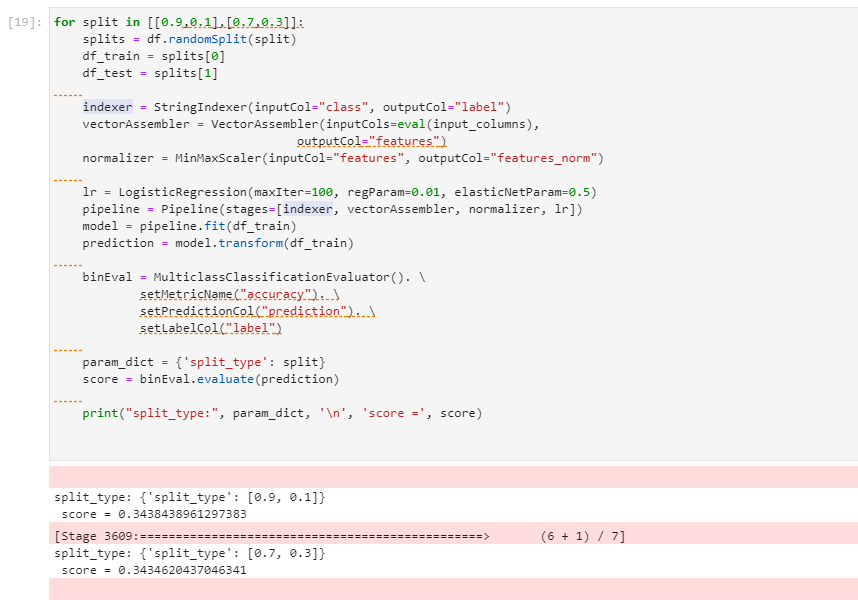 [19]: for split in [[0.9,0.1],[0.7,0.3]]:
    splits = df.randomSplit(split)
    df_train = splits[0]
    df_test = splits[1]
    indexer = StringIndexer(inputCol="class", outputCol="label")
    vectorAssembler = VectorAssembler(inputCols=eval(input_columns),
                                  outputCol="features")
    normalizer = MinMaxScaler(inputCol="features", outputCol="features_norm")
    lr = LogisticRegression(maxIter=100, regParam=0.01, elasticNetParam=0.5)
    pipeline = Pipeline(stages=[indexer, vectorAssembler, normalizer, lr])
    model = pipeline.fit(df_train)
    prediction = model.transform(df_train)
    binEval = MulticlassClassificationEvaluator(). \
            setMetricName("accuracy"). \
            setPredictionCol("prediction"). \
            setLabelCol("label")
    param_dict = {'split_type': split}
    score = binEval.evaluate(prediction)
    print("split_type:", param_dict, '\n', 'score =', score)
split_type: {'split_type': [0.9, 0.1]}
 score = 0.3438438961297383
[Stage 3609:================================================>       (6 + 1) / 7]
split_type: {'split_type': [0.7, 0.3]}
 score = 0.3434620437046341